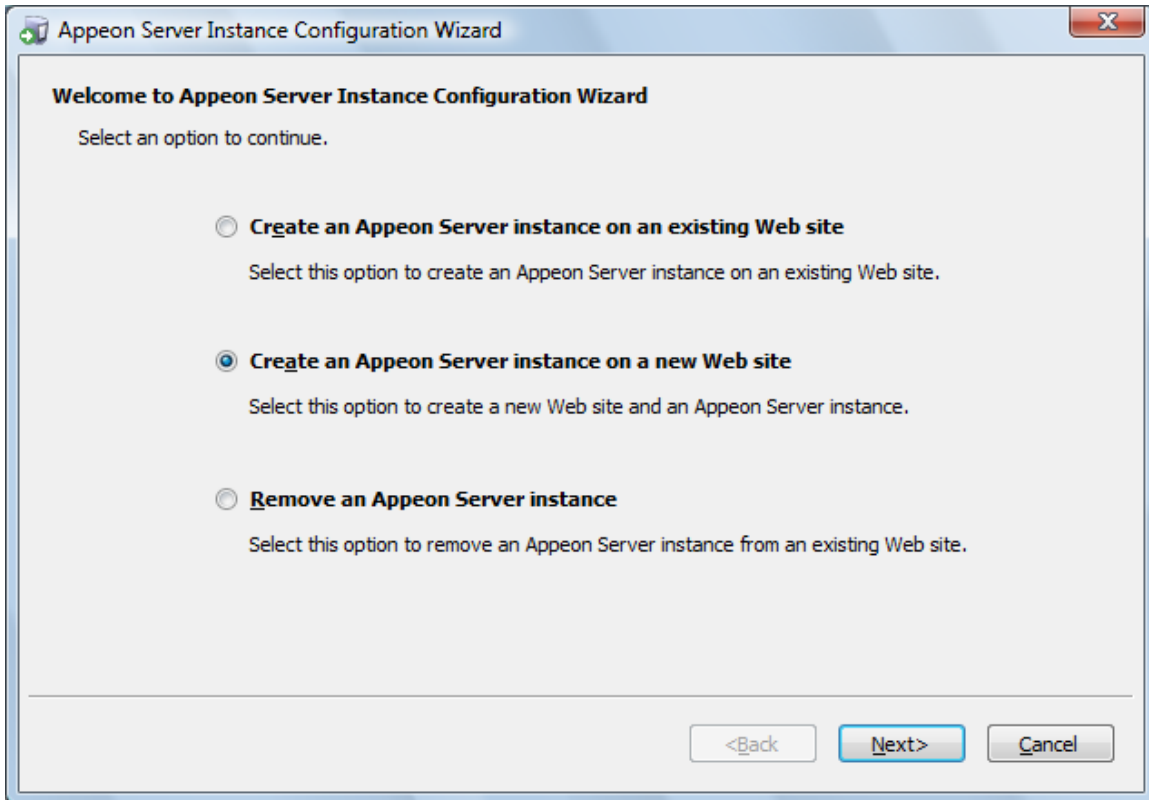 Appeon Server Instance Configuration Wizard
Welcome to Appeon Server Instance Configuration Wizard
Select an option to continue.
Create an Appeon Server instance on an existing Web site
Select this option to create an Appeon Server instance on an existing Web site.
Create an Appeon Server instance on a new Web site
Select this option to create a new Web site and an Appeon Server instance.
Remove an Appeon Server instance
Select this option to remove an Appeon Server instance from an existing Web site.
<Back Next> Cancel